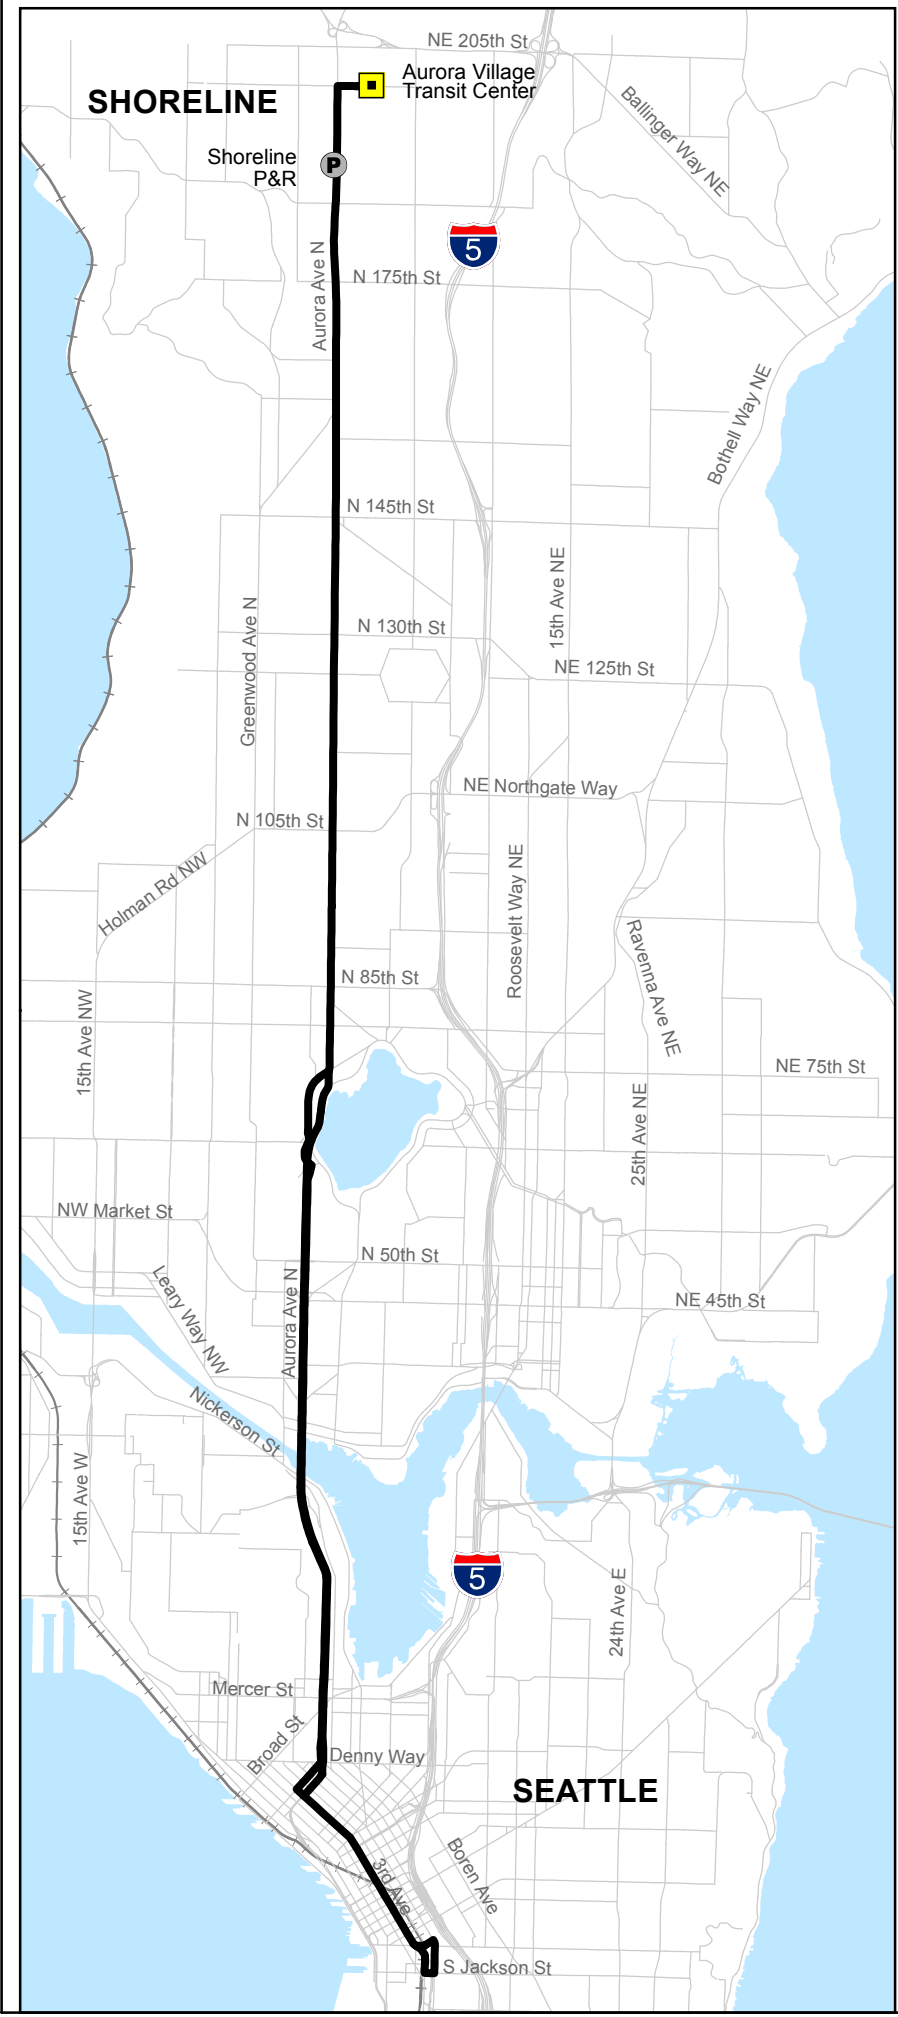 NE 205th St
Aurora Village
Transit Center
SHORELINE
Ballinger Way NE
Shoreline
P&R
P
5
Aurora Ave N
N 175th St
Bothell Way NE
N 145th St
15th Ave NE
Greenwood Ave N
N 130th St
NE 125th St
NE Northgate Way
N 105th St
Holman Rd NW
Roosevelt Way NE
Ravenna Ave NE
N 85th St
15th Ave NW
NE 75th St
25th Ave NE
NW Market St
N 50th St
Leary Way NW
Aurora Ave N
NE 45th St
Nickerson St
15th Ave W
5
24th Ave E
Mercer St
Broad St
Denny Way
SEATTLE
3rd Ave
Boren Ave
S Jackson St